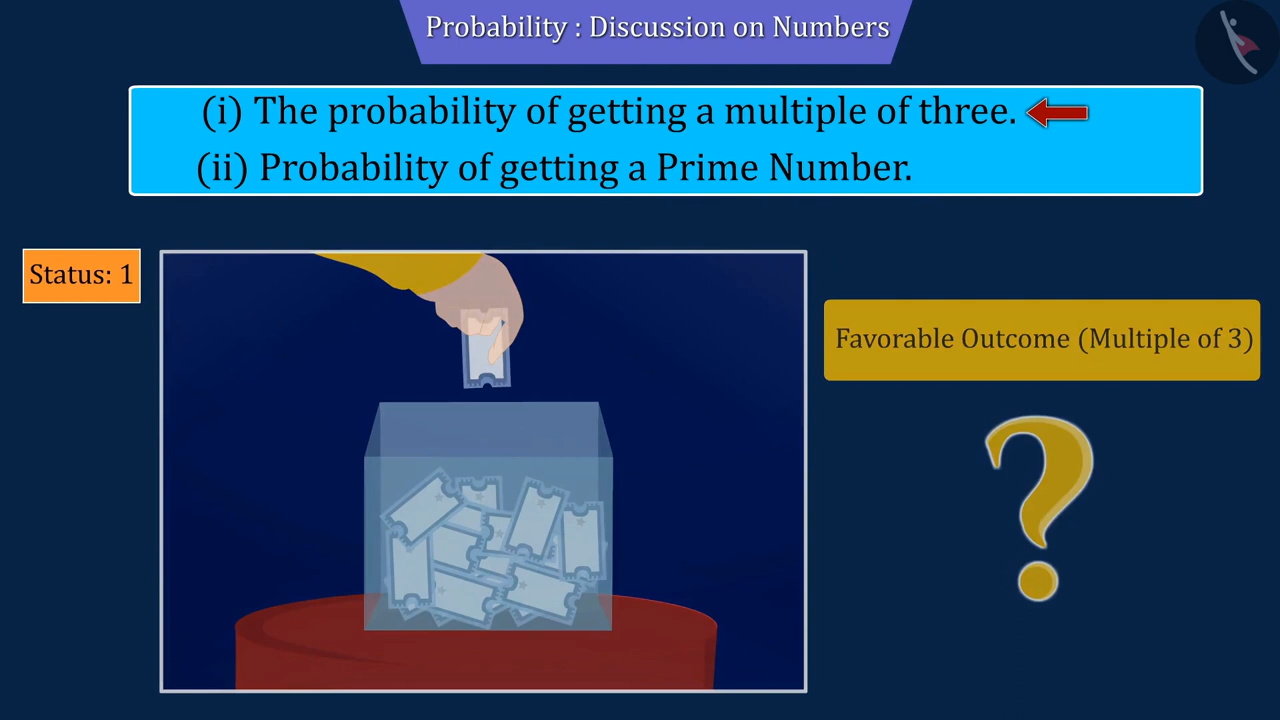 Probability : Discussion on Numbers
(i) The probability of getting a multiple of three.
(ii) Probability of getting a Prime Number.
Status: 1
Favorable Outcome (Multiple of 3)
?